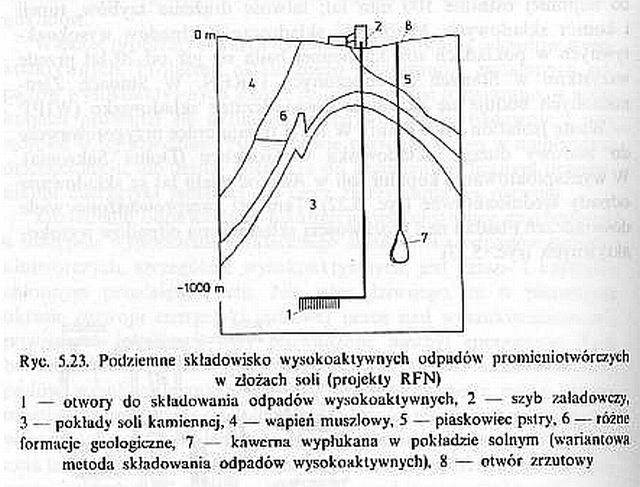 0 m
2
8
4
5
6
3
7
-1000 m
1
Ryc. 5.23. Podziemne składowisko wysokoaktywnych odpadów promieniotwórczych
w złożach soli (projekty RFN)
1 — otwory do składowania odpadów wysokoaktywnych, 2 — szyb załadowczy,
3 — pokłady soli kamiennej, 4 — wapień muszlowy, 5 — piaskowiec pstry, 6 — różne
formacje geologiczne, 7 — kawerna wypłukana w pokładzie solnym (wariantowa
metoda składowania odpadów wysokoaktywnych), 8 — otwór zrzutowy